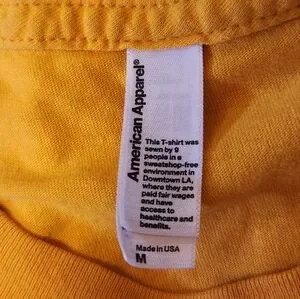 American Apparel®
This T-shirt was
sewn by 9
people in a
sweatshop-free
environment in
Downtown LA,
where they are
paid fair wages
and have
access to
healthcare and
benefits.
Made in USA
M